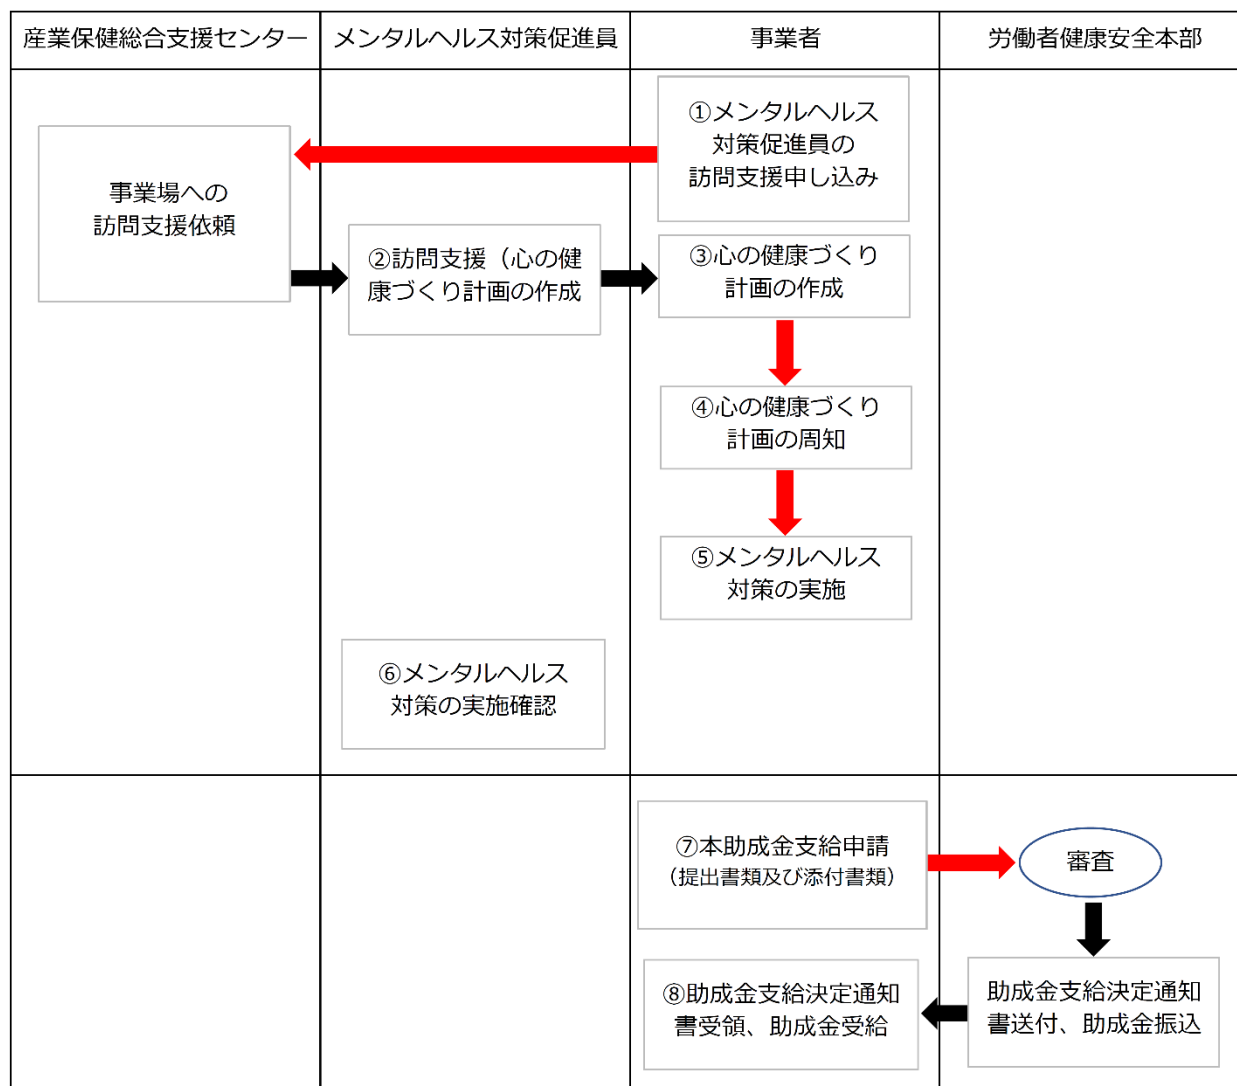 産業保健総合支援センター
メンタルヘルス対策促進員
事業者
労働者健康安全本部
①メンタルヘルス
対策促進員の
訪問支援申し込み
事業場への
訪問支援依頼
②訪問支援（心の健
康づくり計画の作成
③心の健康づくり
計画の作成
④心の健康づくり
計画の周知
⑤メンタルヘルス
対策の実施
⑥メンタルヘルス
対策の実施確認
⑦本助成金支給申請
（提出書類及び添付書類）
審査
助成金支給決定通知
書送付、助成金振込
⑧助成金支給決定通知
書受領、助成金受給